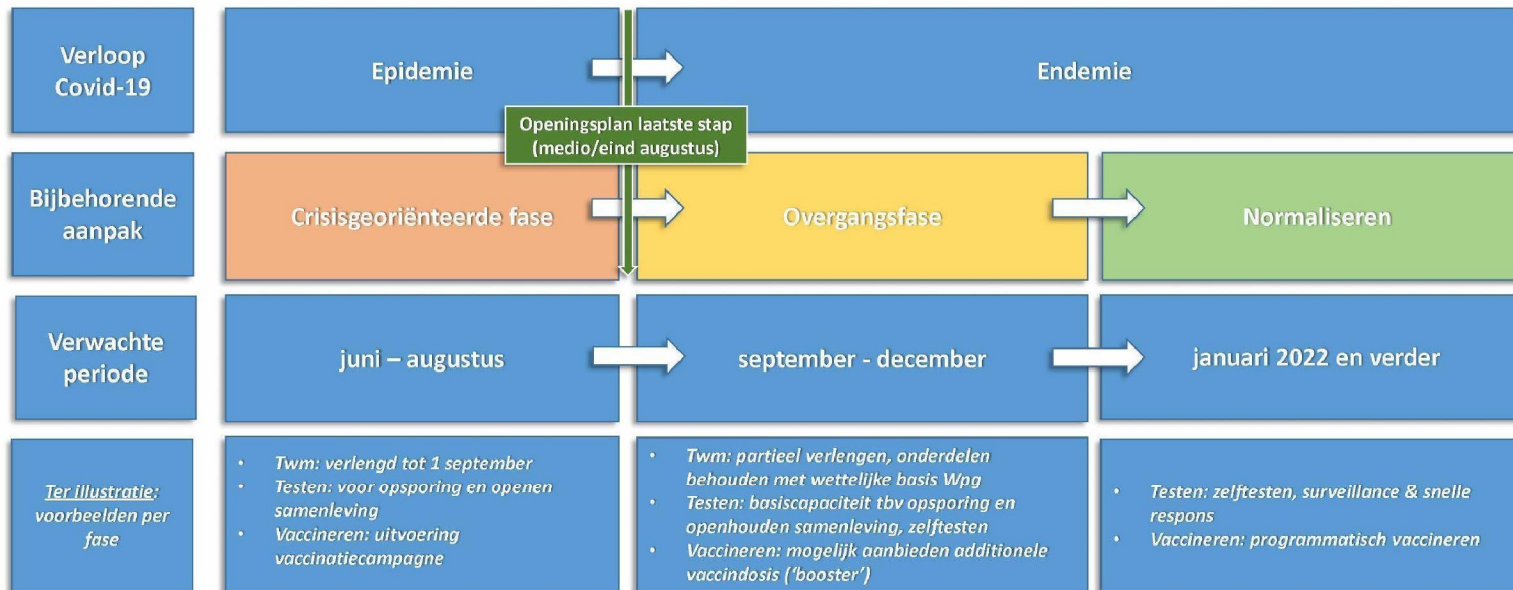 Verloop
Covid-19
Epidemie
Endemie
Openingsplan laatste stap
(medio/eind augustus)
Bijbehorende
aanpak
Crisisgeoriënteerde fase
Overgangsfase
Normaliseren
Verwachte
periode
juni – augustus
september - december
januari 2022 en verder
Ter illustratie:
voorbeelden per
fase
• Twm: verlengd tot 1 september
• Testen: voor opsporing en openen
samenleving
• Vaccineren: uitvoering
vaccinatiecampagne
• Twm: partieel verlengen, onderdelen
behouden met wettelijke basis Wpg
• Testen: basiscapaciteit tbv opsporing en
openhouden samenleving, zelftesten
• Vaccineren: mogelijk aanbieden additionele
vaccindosis (‘booster’)
• Testen: zelftesten, surveillance & snelle
respons
• Vaccineren: programmatisch vaccineren